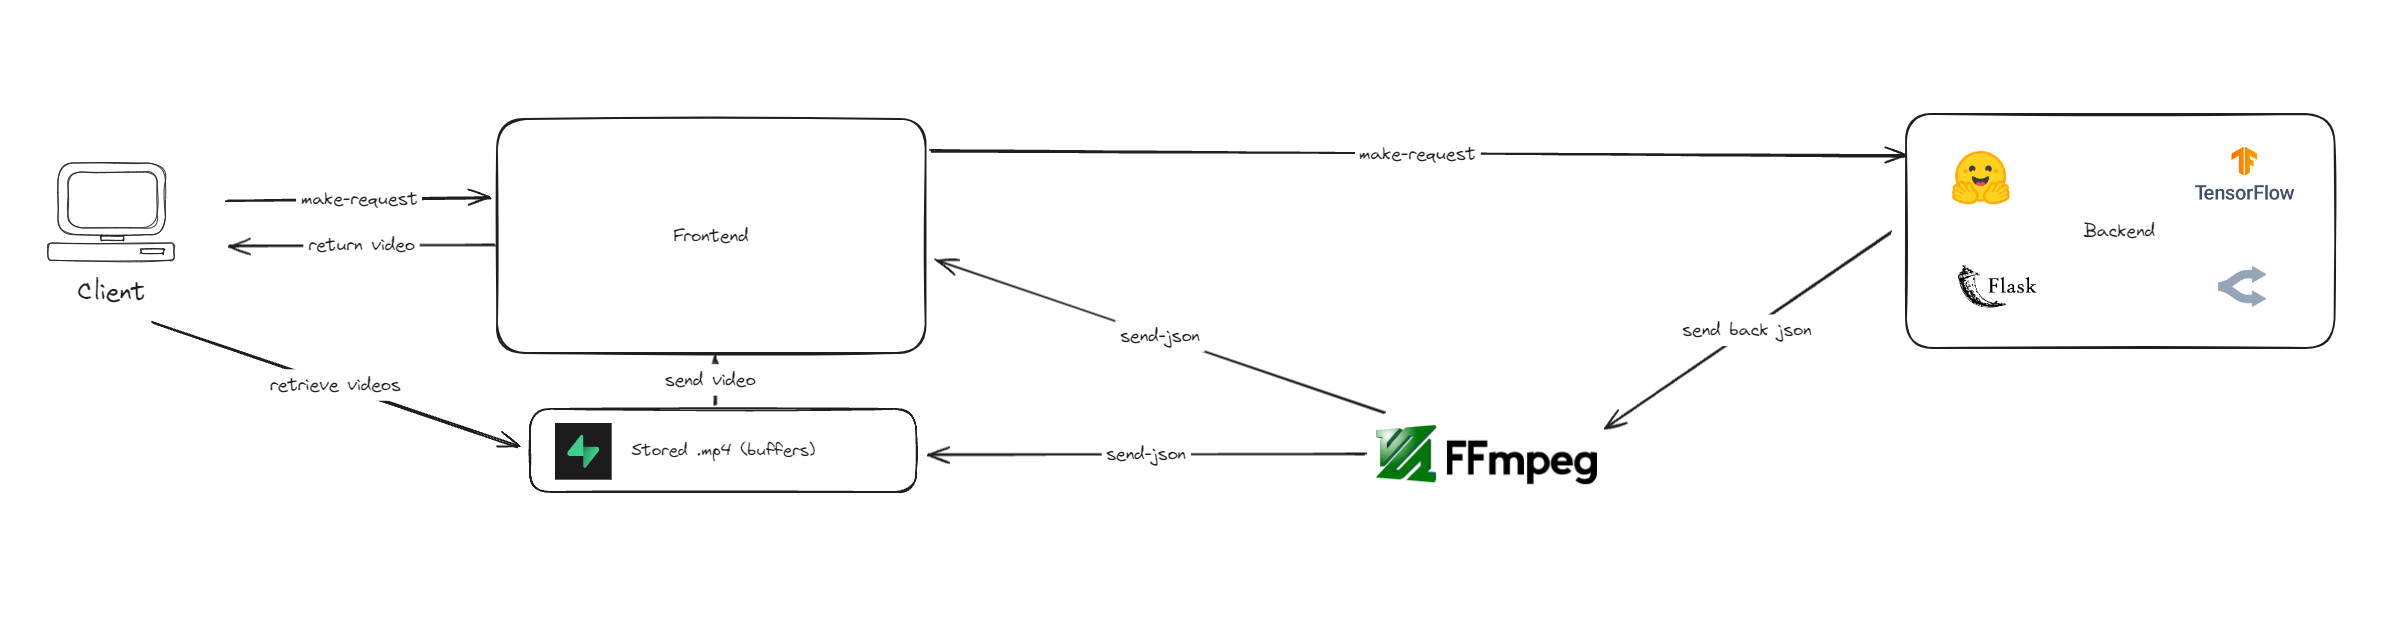 make-request
TensorFlow
make-request
Frontend
Backend
return video
Client
Flask
send-json
send back json
send video
retrieve videos
Stored .mp4 (buffers)
send-json
FFmpeg